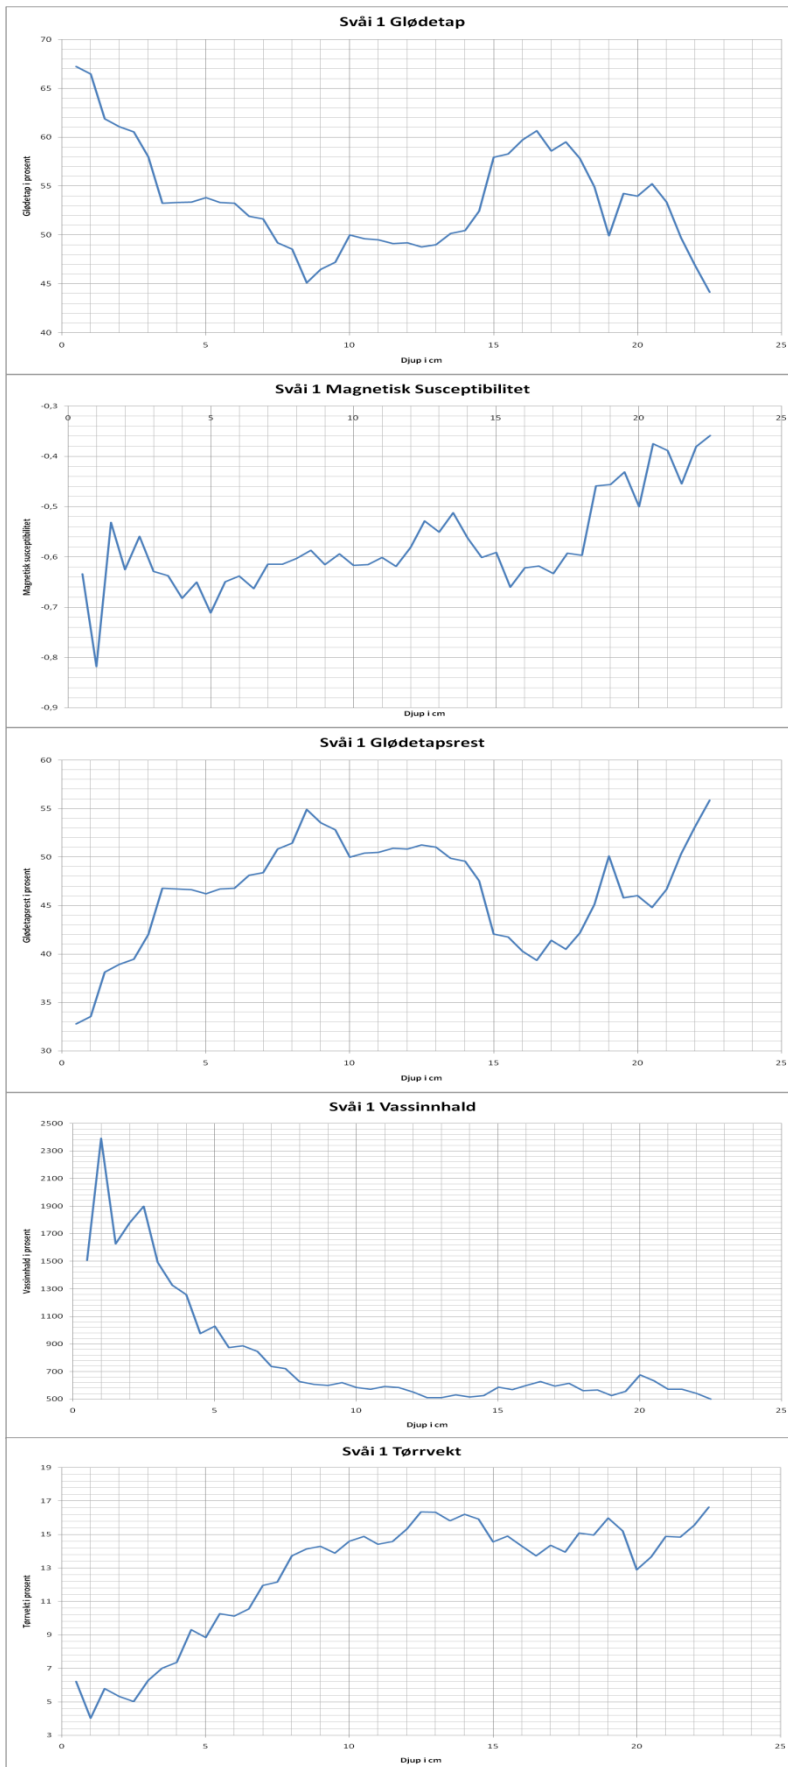 Svåi 1 Glødetap
70
65
60
55
50
45
40
Glødetap i prosent
0 5 10 15 20 25
Djup i cm
Svåi 1 Magnetisk Susceptibilitet
-0,3
0 5 10 15 20 25
-0,4
-0,5
-0,6
-0,7
-0,8
-0,9
Magnetisk susceptibilitet
Djup i cm
Svåi 1 Glødetapsrest
60
55
50
45
40
35
30
Glødetapsrest i prosent
0 5 10 15 20 25
Djup i cm
Svåi 1 Vassinnhald
2500
2300
2100
1900
1700
1500
1300
1100
900
700
500
Vassinnhald i prosent
0 5 10 15 20 25
Djup i cm
Svåi 1 Tørrvekt
19
17
15
13
11
9
7
5
3
Tørrvekt i prosent
0 5 10 15 20 25
Djup i cm